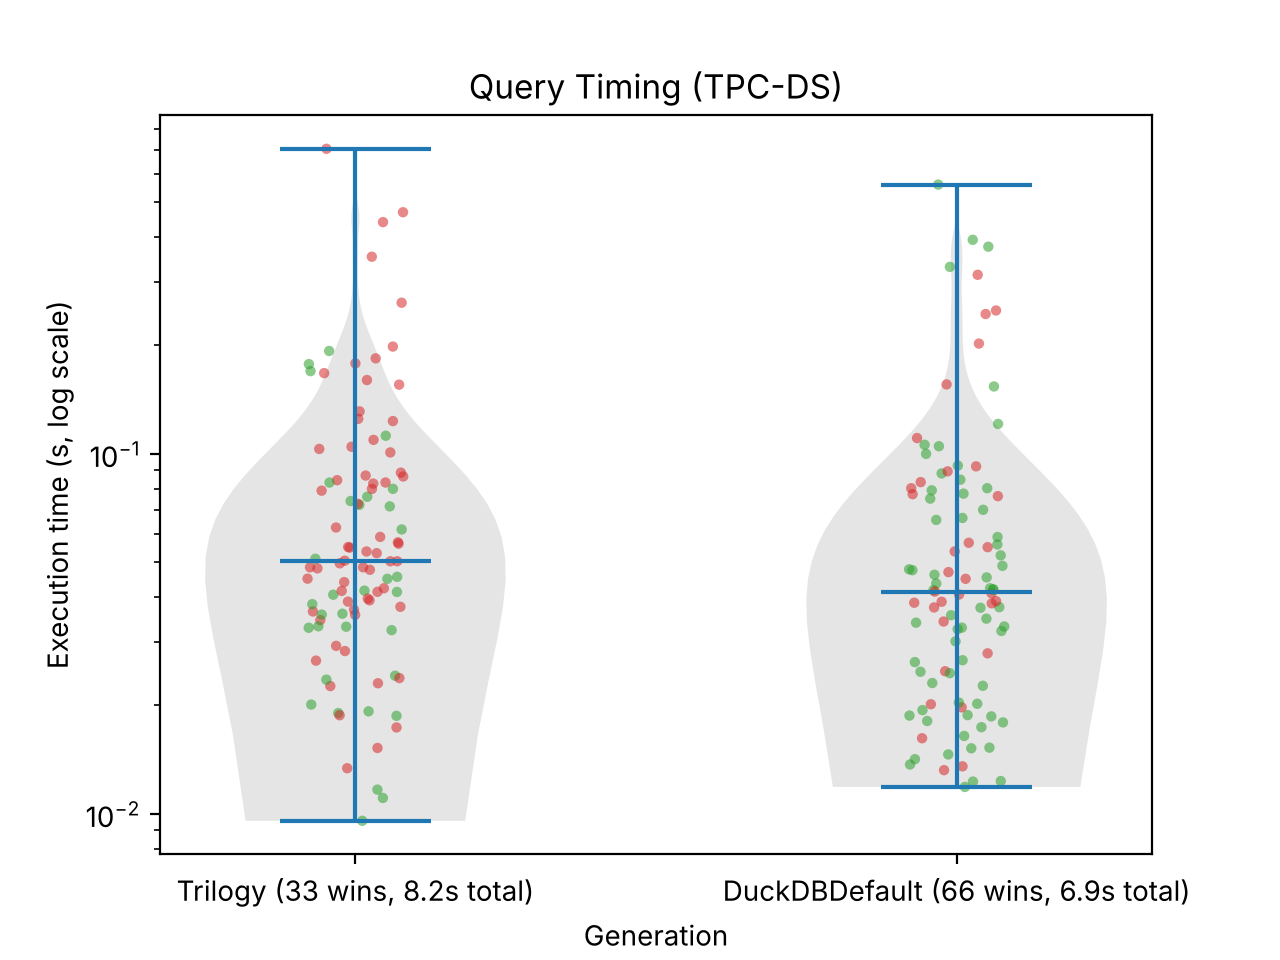 Query Timing (TPC-DS)
Execution time (s, log scale)
10⁻¹
10⁻²
Trilogy (33 wins, 8.2s total)
DuckDBDefault (66 wins, 6.9s total)
Generation